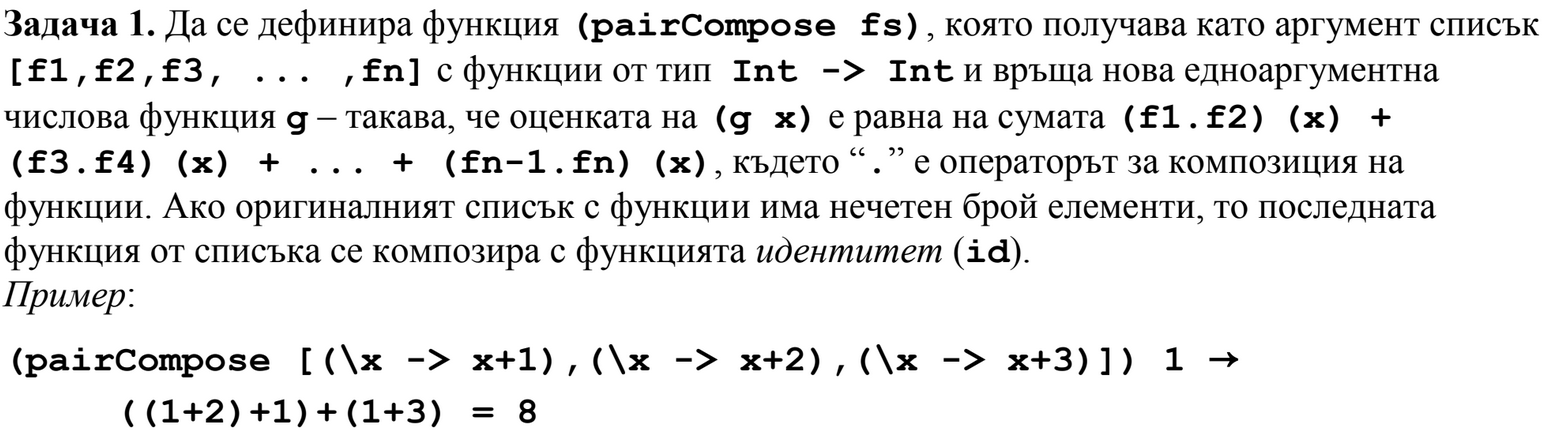 Задача 1. Да се дефинира функция (pairCompose fs), която получава като аргумент списък
[f1,f2,f3, ... ,fn] с функции от тип Int -> Int и връща нова едноаргументна
числова функция g – такава, че оценката на (g x) е равна на сумата (f1.f2) (x) +
(f3.f4) (x) + ... + (fn-1.fn) (x), където “.” е операторът за композиция на
функции. Ако оригиналният списък с функции има нечетен брой елементи, то последната
функция от списъка се композира с функцията идентитет (id).
Пример:
(pairCompose [(\x -> x+1),(\x -> x+2),(\x -> x+3)]) 1 →
((1+2)+1)+(1+3) = 8